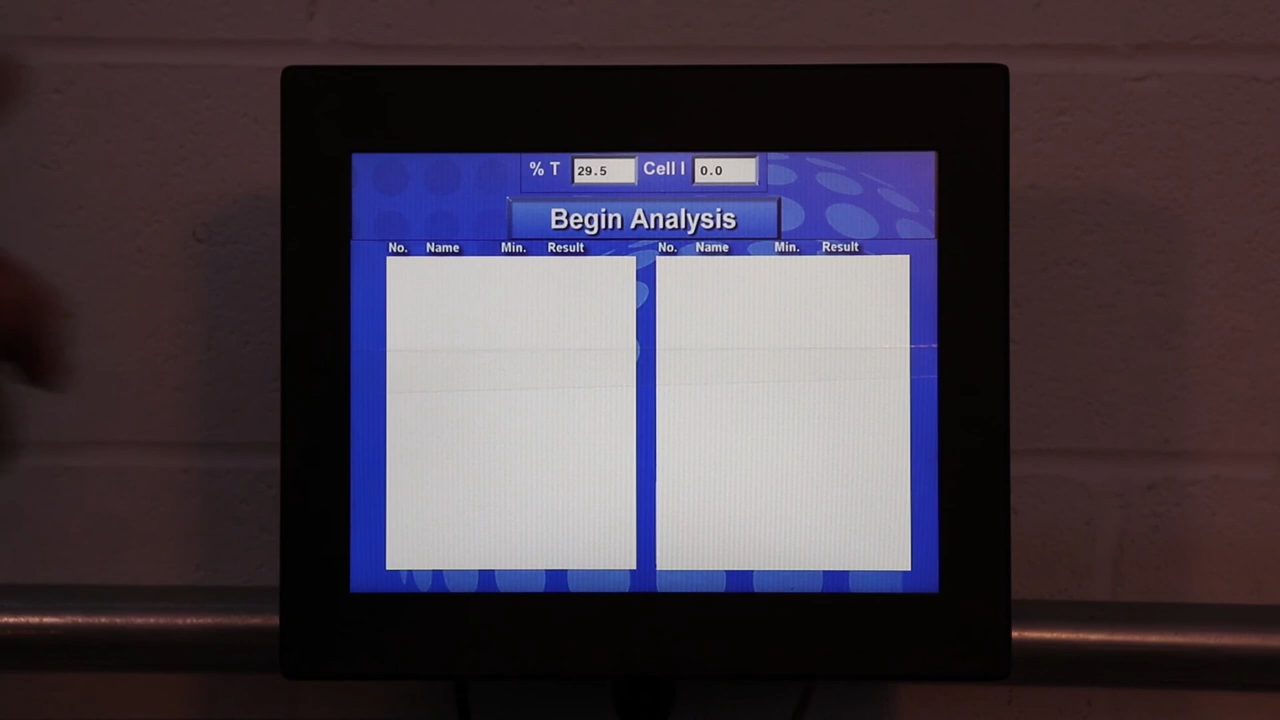 % T 29.5 Cell I 0.0
Begin Analysis
No. Name Min. Result No. Name Min. Result